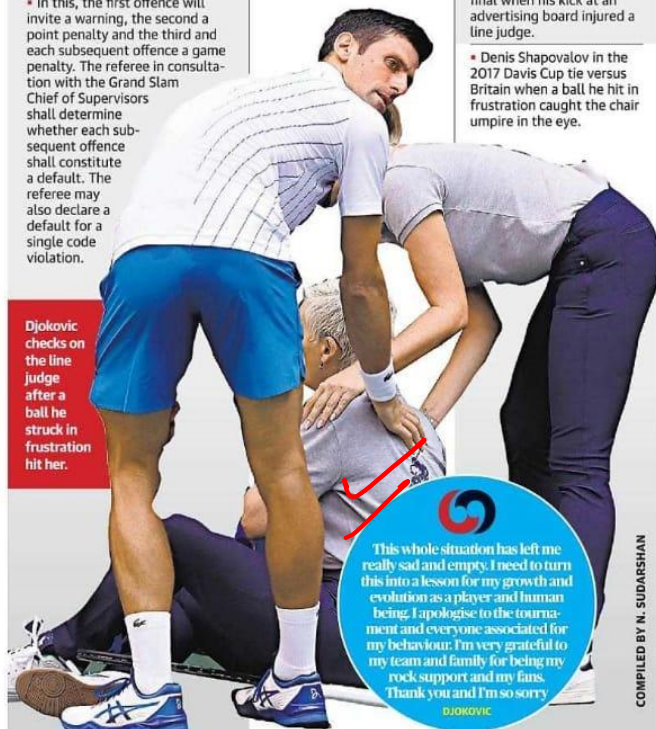 • In this, the first offence will
invite a warning, the second a
point penalty and the third and
each subsequent offence a game
penalty. The referee in consulta-
tion with the Grand Slam
Chief of Supervisors
shall determine
whether each sub-
sequent offence
shall constitute
a default. The
referee may
also declare a
default for a
single code
violation.
final when his kick at an
advertising board injured a
line judge.
• Denis Shapovalov in the
2017 Davis Cup tie versus
Britain when a ball he hit in
frustration caught the chair
umpire in the eye.
Djokovic
checks on
the line
judge
after a
ball he
struck in
frustration
hit her.
This whole situation has left me
really sad and empty. I need to turn
this into a lesson for my growth and
evolution as a player and human
being. I apologise to the tourna-
ment and everyone associated for
my behaviour. I'm very grateful to
my team and family for being my
rock support and my fans.
Thank you and I'm so sorry
DJOKOVIC
COMPILED BY N. SUDARSHAN